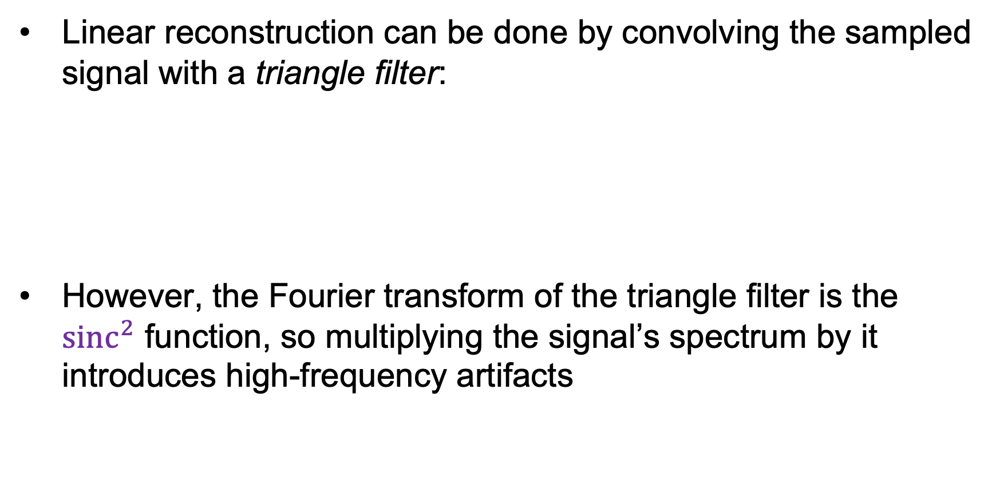 • Linear reconstruction can be done by convolving the sampled
signal with a triangle filter:
• However, the Fourier transform of the triangle filter is the
sinc² function, so multiplying the signal’s spectrum by it
introduces high-frequency artifacts